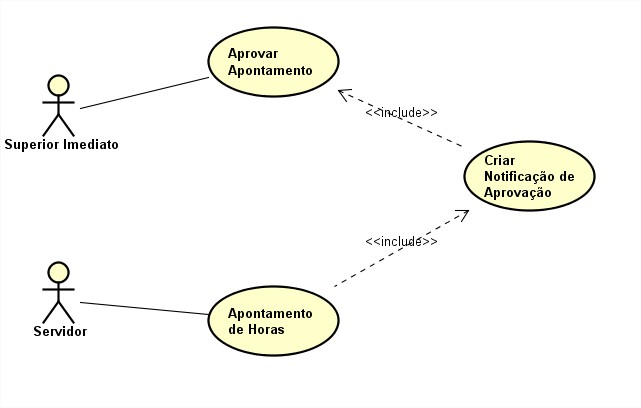 Aprovar
Apontamento
<<include>>
Superior Imediato
Criar
Notificação de
Aprovação
<<include>>
Apontamento
de Horas
Servidor